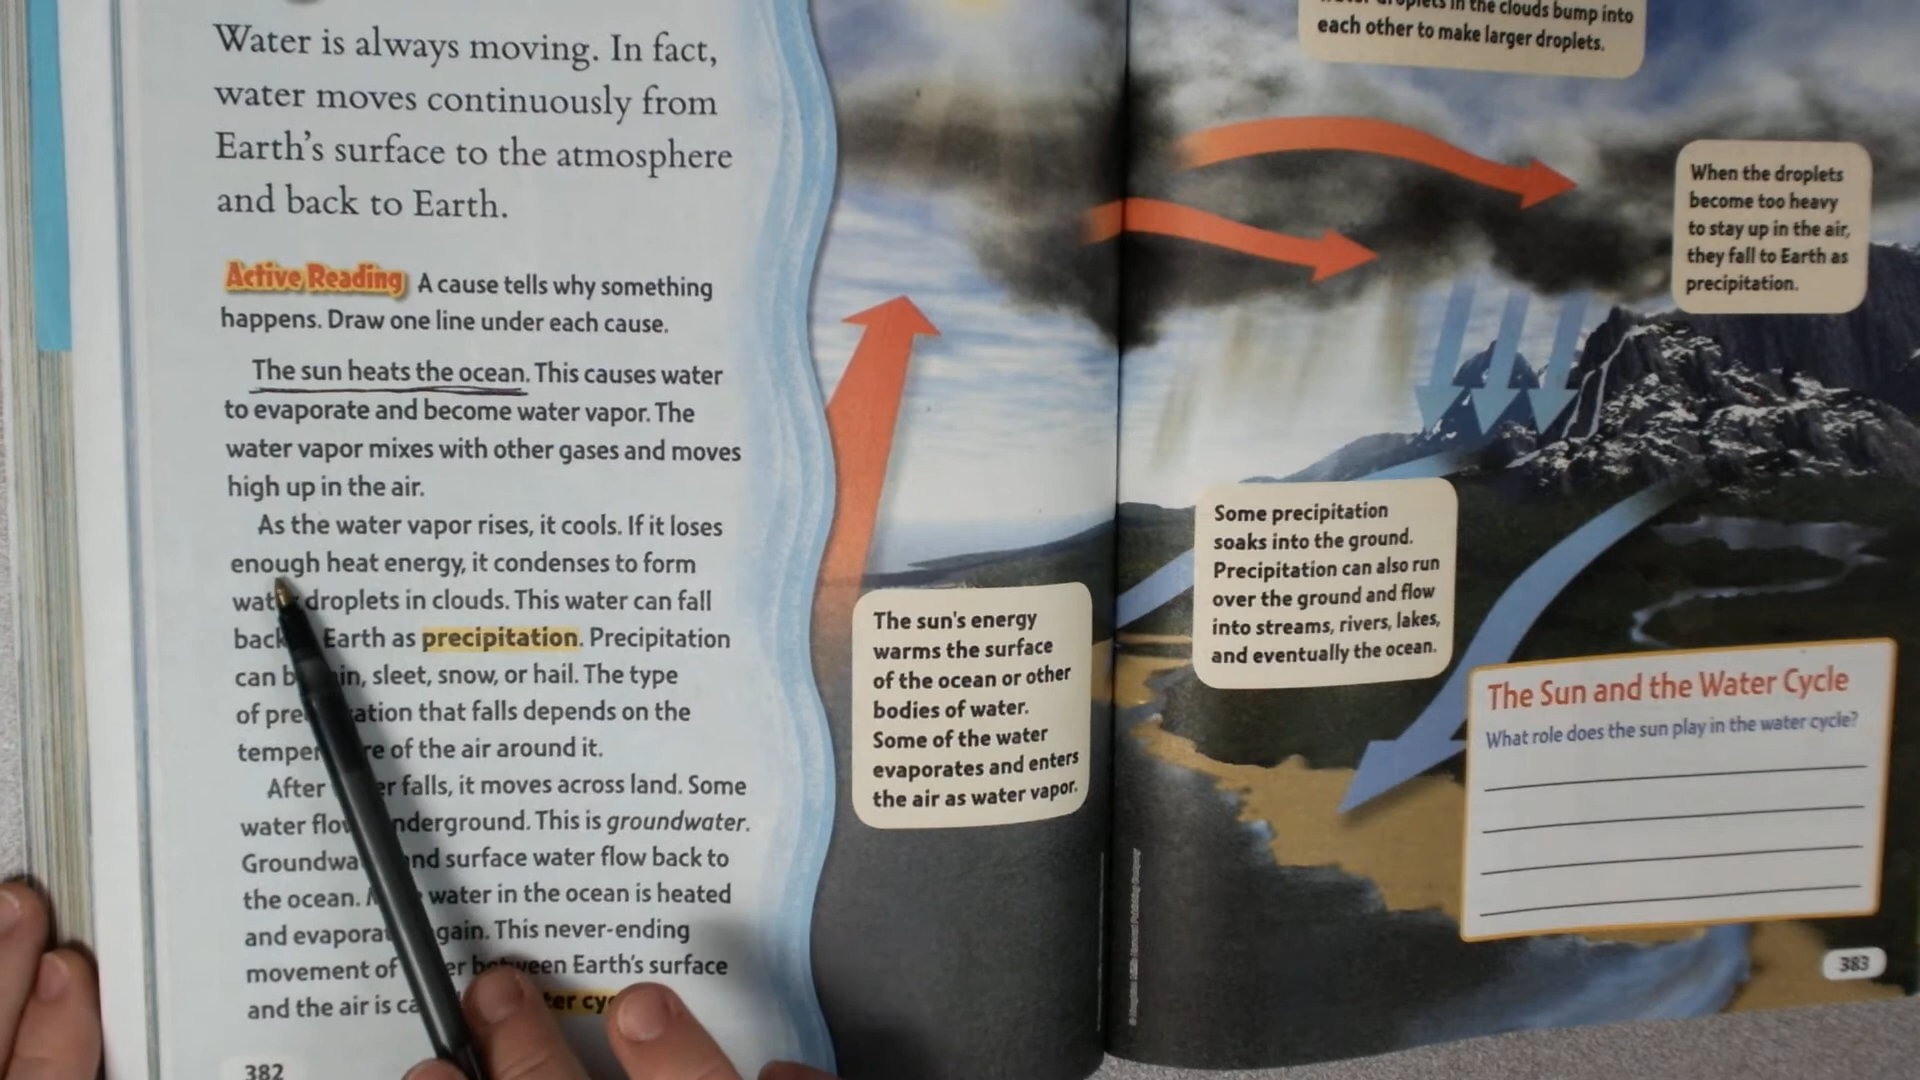 Water is always moving. In fact,
water moves continuously from
Earth's surface to the atmosphere
and back to Earth.
Active Reading A cause tells why something
happens. Draw one line under each cause.
The sun heats the ocean. This causes water
to evaporate and become water vapor. The
water vapor mixes with other gases and moves
high up in the air.
As the water vapor rises, it cools. If it loses
enough heat energy, it condenses to form
droplets in clouds. This water can fall
back Earth as precipitation. Precipitation
can sleet, snow, or hail. The type
of that falls depends on the
of the air around it.
After falls, it moves across land. Some
water underground. This is groundwater.
and surface water flow back to
the ocean. water in the ocean is heated
and again. This never-ending
movement of between Earth's surface
and the air is
382
in the clouds bump into
each other to make larger droplets.
When the droplets
become too heavy
to stay up in the air,
they fall to Earth as
precipitation.
Some precipitation
soaks into the ground.
Precipitation can also run
over the ground and flow
into streams, rivers, lakes,
and eventually the ocean.
The sun's energy
warms the surface
of the ocean or other
bodies of water.
Some of the water
evaporates and enters
the air as water vapor.
The Sun and the Water Cycle
What role does the sun play in the water cycle?
383